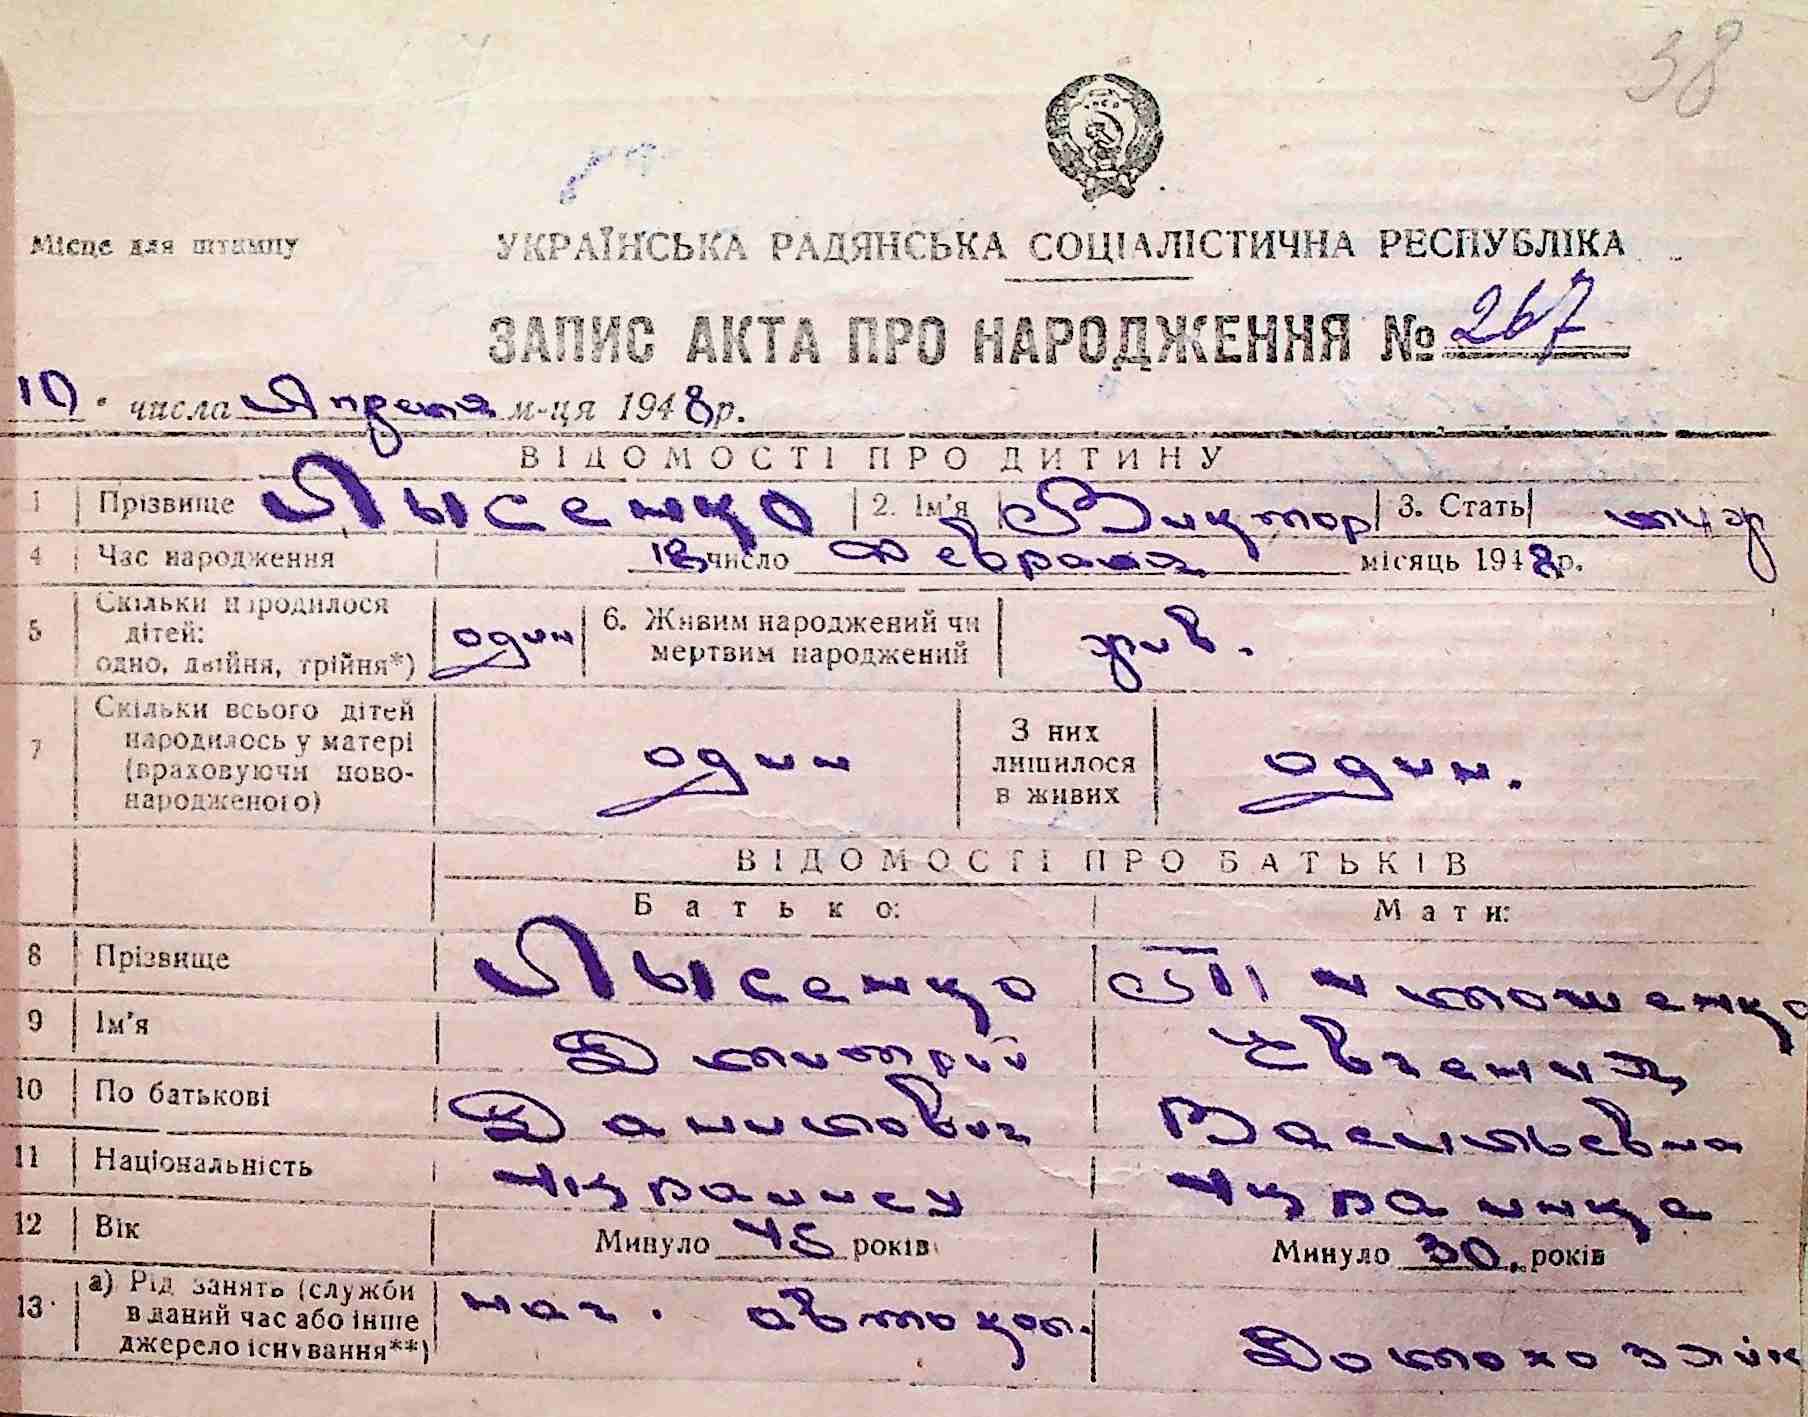 38
Місце для штампу
УКРАЇНСЬКА РАДЯНСЬКА СОЦІАЛІСТИЧНА РЕСПУБЛІКА
ЗАПИС АКТА ПРО НАРОДЖЕННЯ № 267
10 числа Апреля м-ця 1948 р.
ВІДОМОСТІ ПРО ДИТИНУ
1 Прізвище Лысенко 2. Ім'я Виктор 3. Стать муж
4 Час народження 18 число Февраля місяць 1948 р.
5 Скільки народилося дітей: одно, двійня, трійня*) один 6. Живим народжений чи мертвим народжений жив.
7 Скільки всього дітей народилось у матері (враховуючи новонародженого) один З них лишилося в живих один.
ВІДОМОСТІ ПРО БАТЬКІВ
Батько: Мати:
8 Прізвище Лысенко Тимошенко
9 Ім'я Дмитрий Евгения
10 По батькові Данилович Васильевна
11 Національність Украинец Украинка
12 Вік Минуло 45 років Минуло 30. років
13 а) Рід занять (служби в даний час або інше джерело існування**) нач. автокол. Домохозяйк